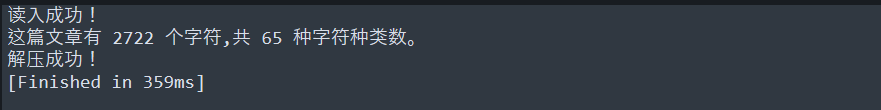 读入成功！
这篇文章有 2722 个字符,共 65 种字符种类数。
解压成功！
[Finished in 359ms]